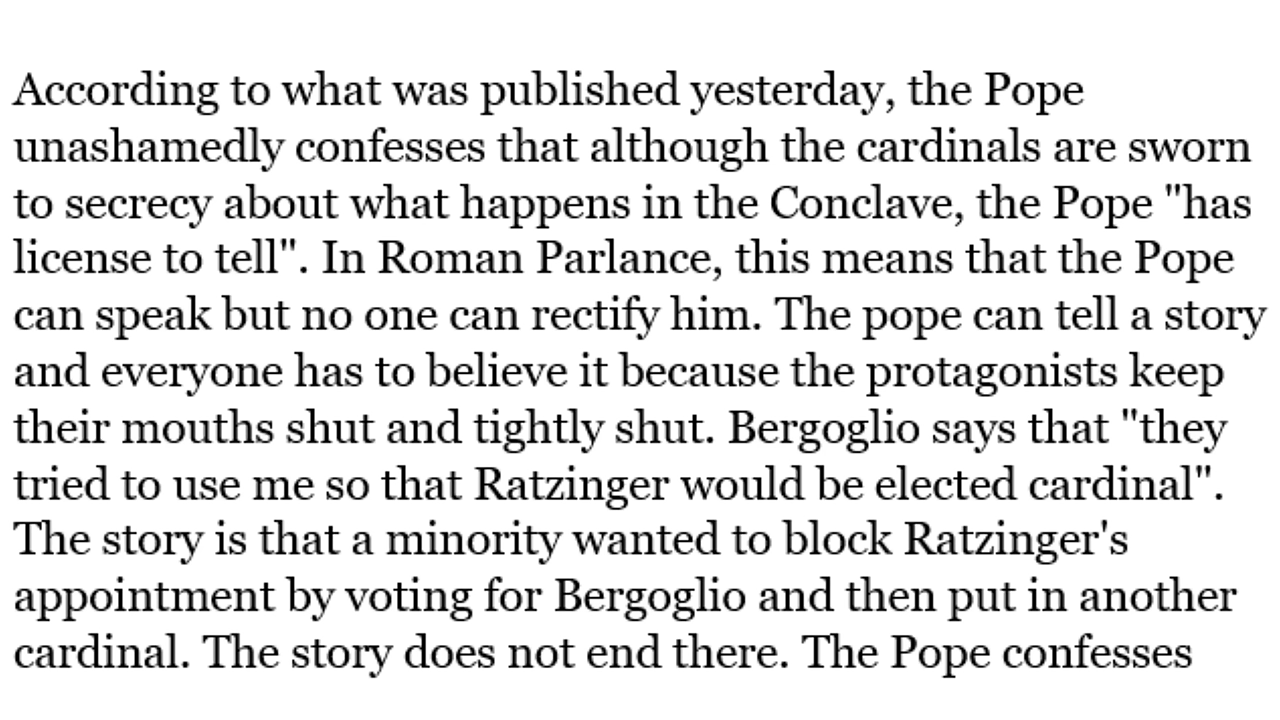 According to what was published yesterday, the Pope
unashamedly confesses that although the cardinals are sworn
to secrecy about what happens in the Conclave, the Pope "has
license to tell". In Roman Parlance, this means that the Pope
can speak but no one can rectify him. The pope can tell a story
and everyone has to believe it because the protagonists keep
their mouths shut and tightly shut. Bergoglio says that "they
tried to use me so that Ratzinger would be elected cardinal".
The story is that a minority wanted to block Ratzinger's
appointment by voting for Bergoglio and then put in another
cardinal. The story does not end there. The Pope confesses